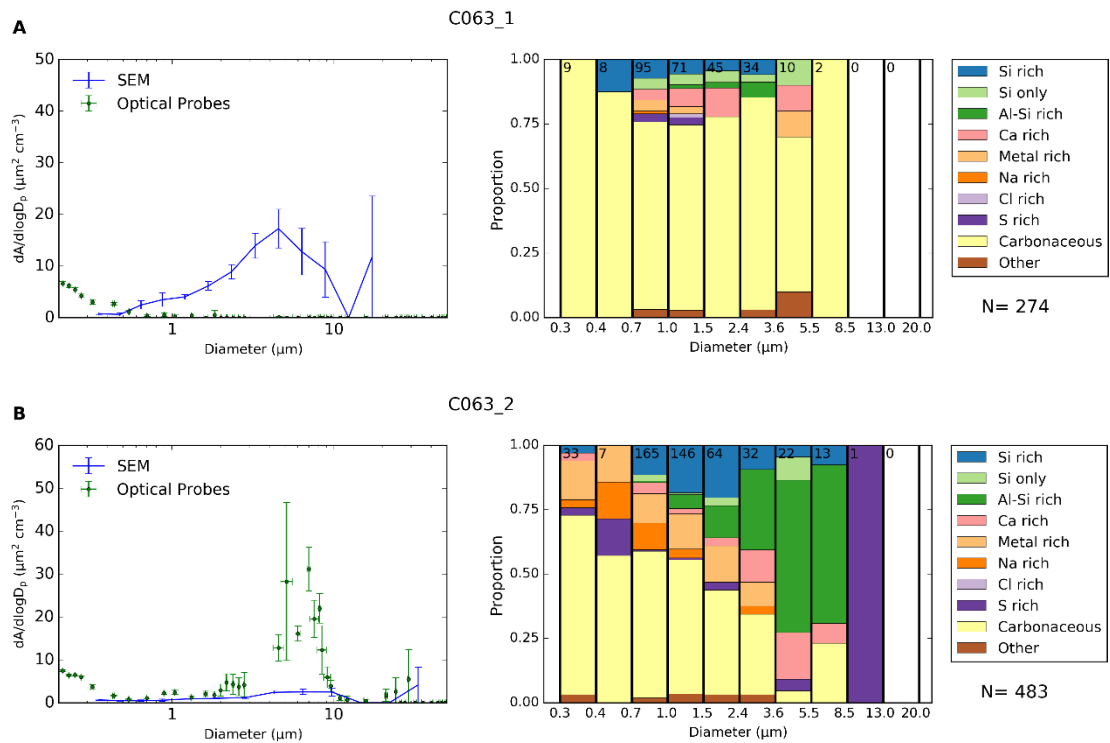 C063_1
A
50
40
30
20
10
0
dA/dlogDp (µm² cm⁻³)
SEM
Optical Probes
1
10
Diameter (µm)
1.00
0.75
0.50
0.25
0.00
Proportion
9 8 95 71 45 34 10 2 0 0
0.3 0.4 0.7 1.0 1.5 2.4 3.6 5.5 8.5 13.0 20.0
Diameter (µm)
Si rich
Si only
Al-Si rich
Ca rich
Metal rich
Na rich
Cl rich
S rich
Carbonaceous
Other
N= 274
C063_2
B
60
50
40
30
20
10
0
dA/dlogDp (µm² cm⁻³)
SEM
Optical Probes
1
10
Diameter (µm)
1.00
0.75
0.50
0.25
0.00
Proportion
33 7 165 146 64 32 22 13 1 0
0.3 0.4 0.7 1.0 1.5 2.4 3.6 5.5 8.5 13.0 20.0
Diameter (µm)
Si rich
Si only
Al-Si rich
Ca rich
Metal rich
Na rich
Cl rich
S rich
Carbonaceous
Other
N= 483